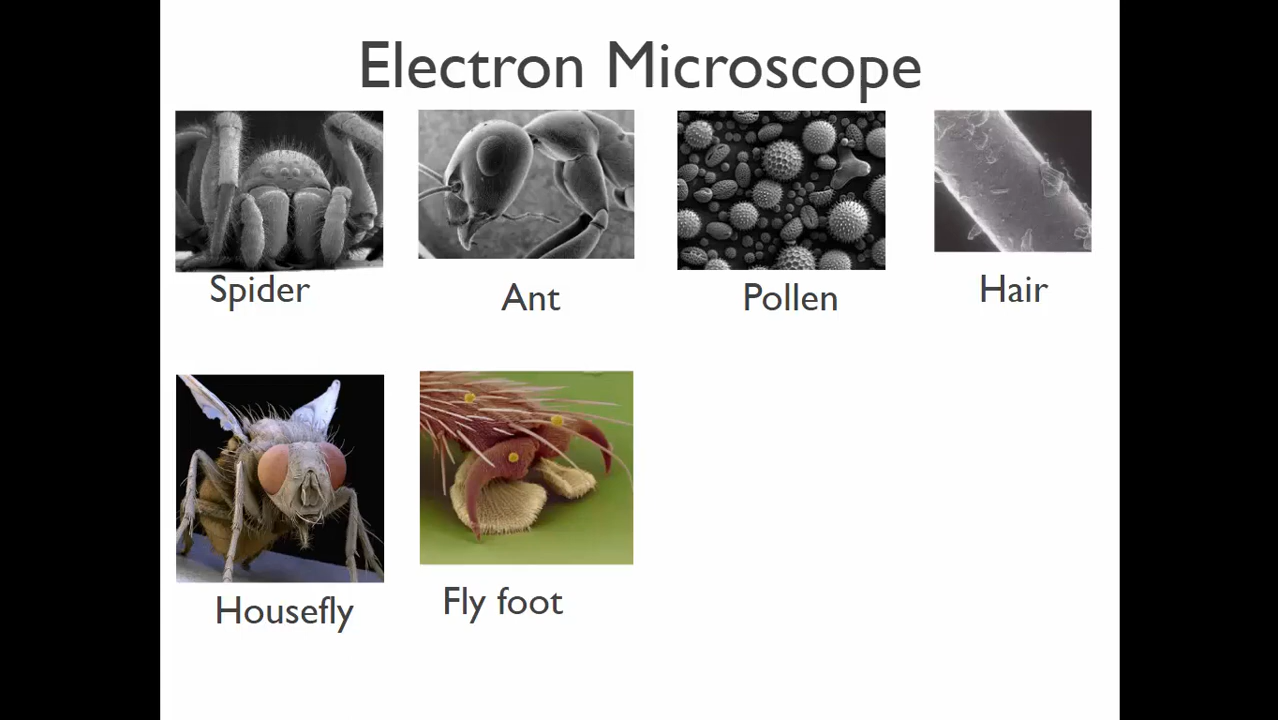 Electron Microscope
Spider
Ant
Pollen
Hair
Housefly
Fly foot